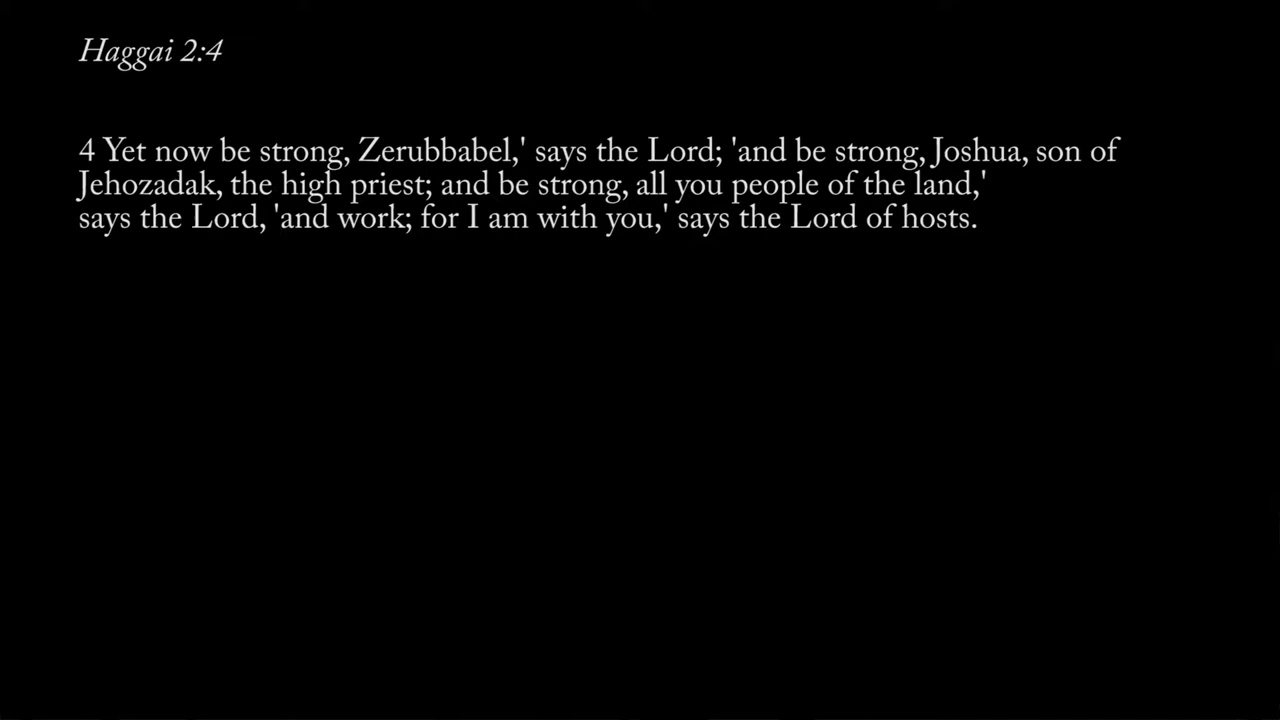 Haggai 2:4
4 Yet now be strong, Zerubbabel,' says the Lord; 'and be strong, Joshua, son of
Jehozadak, the high priest; and be strong, all you people of the land,'
says the Lord, 'and work; for I am with you,' says the Lord of hosts.